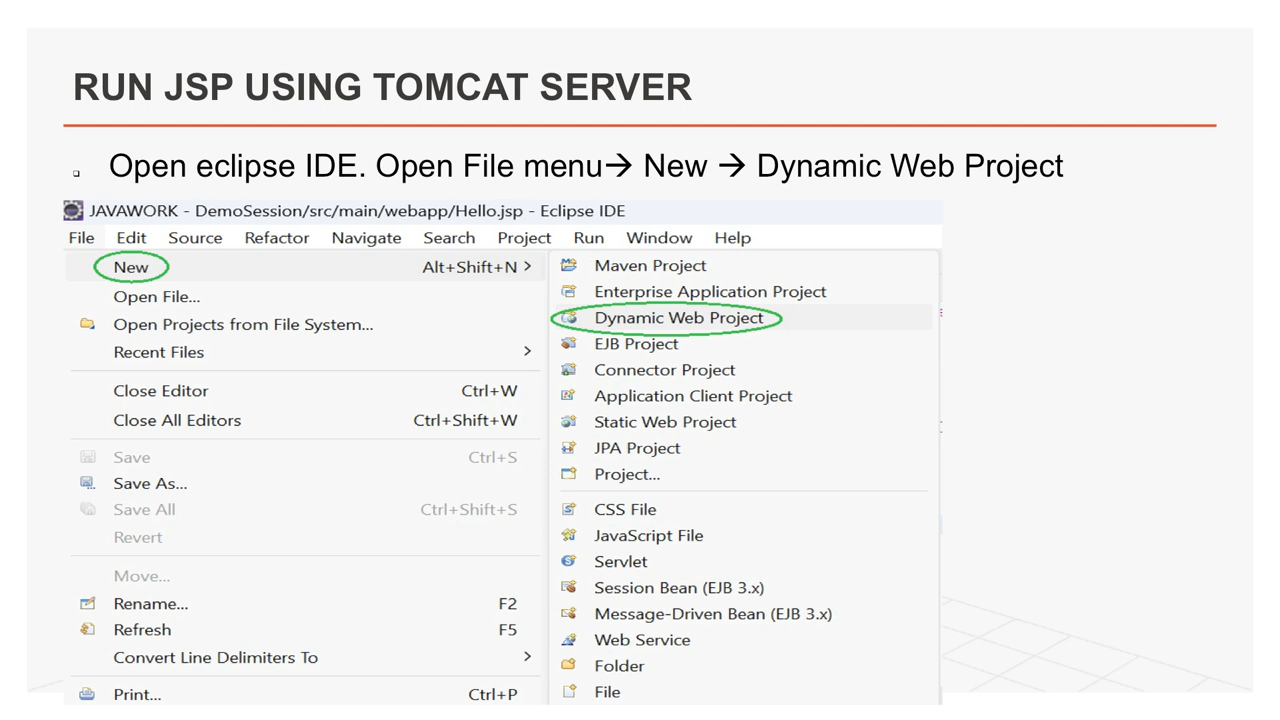 RUN JSP USING TOMCAT SERVER
Open eclipse IDE. Open File menu→ New → Dynamic Web Project
JAVAWORK - DemoSession/src/main/webapp/Hello.jsp - Eclipse IDE
File Edit Source Refactor Navigate Search Project Run Window Help
New Alt+Shift+N >
Open File...
Open Projects from File System...
Recent Files >
Close Editor Ctrl+W
Close All Editors Ctrl+Shift+W
Save Ctrl+S
Save As...
Save All Ctrl+Shift+S
Revert
Move...
Rename... F2
Refresh F5
Convert Line Delimiters To >
Print... Ctrl+P
Maven Project
Enterprise Application Project
Dynamic Web Project
EJB Project
Connector Project
Application Client Project
Static Web Project
JPA Project
Project...
CSS File
JavaScript File
Servlet
Session Bean (EJB 3.x)
Message-Driven Bean (EJB 3.x)
Web Service
Folder
File